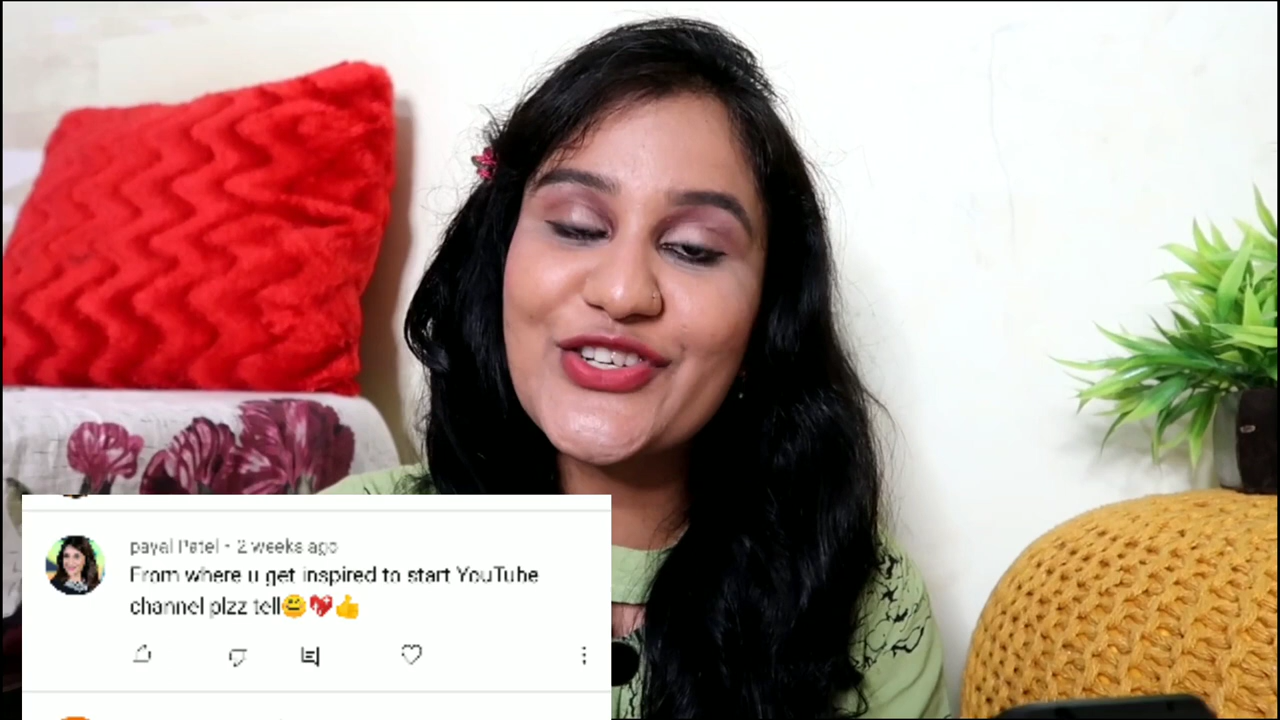 payal Patel - 2 weeks ago
From where u get inspired to start YouTube
channel plzz tell😀💖👍